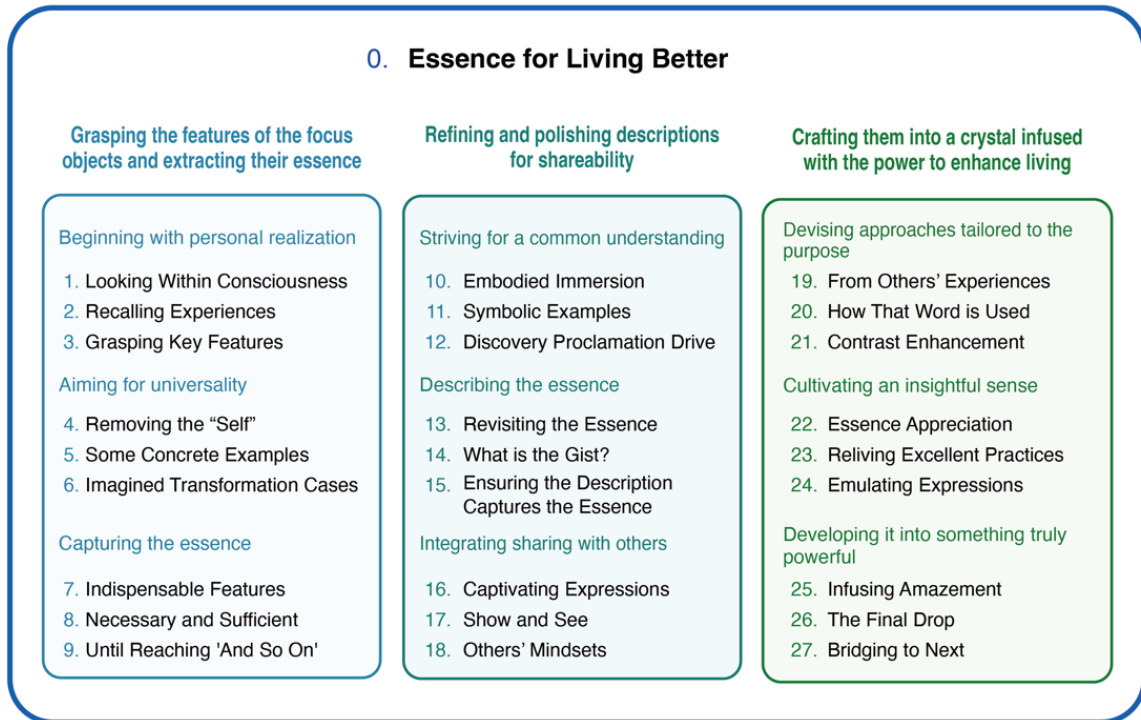 0. Essence for Living Better
Grasping the features of the focus
objects and extracting their essence
Beginning with personal realization
1. Looking Within Consciousness
2. Recalling Experiences
3. Grasping Key Features
Aiming for universality
4. Removing the “Self”
5. Some Concrete Examples
6. Imagined Transformation Cases
Capturing the essence
7. Indispensable Features
8. Necessary and Sufficient
9. Until Reaching 'And So On'
Refining and polishing descriptions
for shareability
Striving for a common understanding
10. Embodied Immersion
11. Symbolic Examples
12. Discovery Proclamation Drive
Describing the essence
13. Revisiting the Essence
14. What is the Gist?
15. Ensuring the Description
Captures the Essence
Integrating sharing with others
16. Captivating Expressions
17. Show and See
18. Others’ Mindsets
Crafting them into a crystal infused
with the power to enhance living
Devising approaches tailored to the
purpose
19. From Others’ Experiences
20. How That Word is Used
21. Contrast Enhancement
Cultivating an insightful sense
22. Essence Appreciation
23. Reliving Excellent Practices
24. Emulating Expressions
Developing it into something truly
powerful
25. Infusing Amazement
26. The Final Drop
27. Bridging to Next